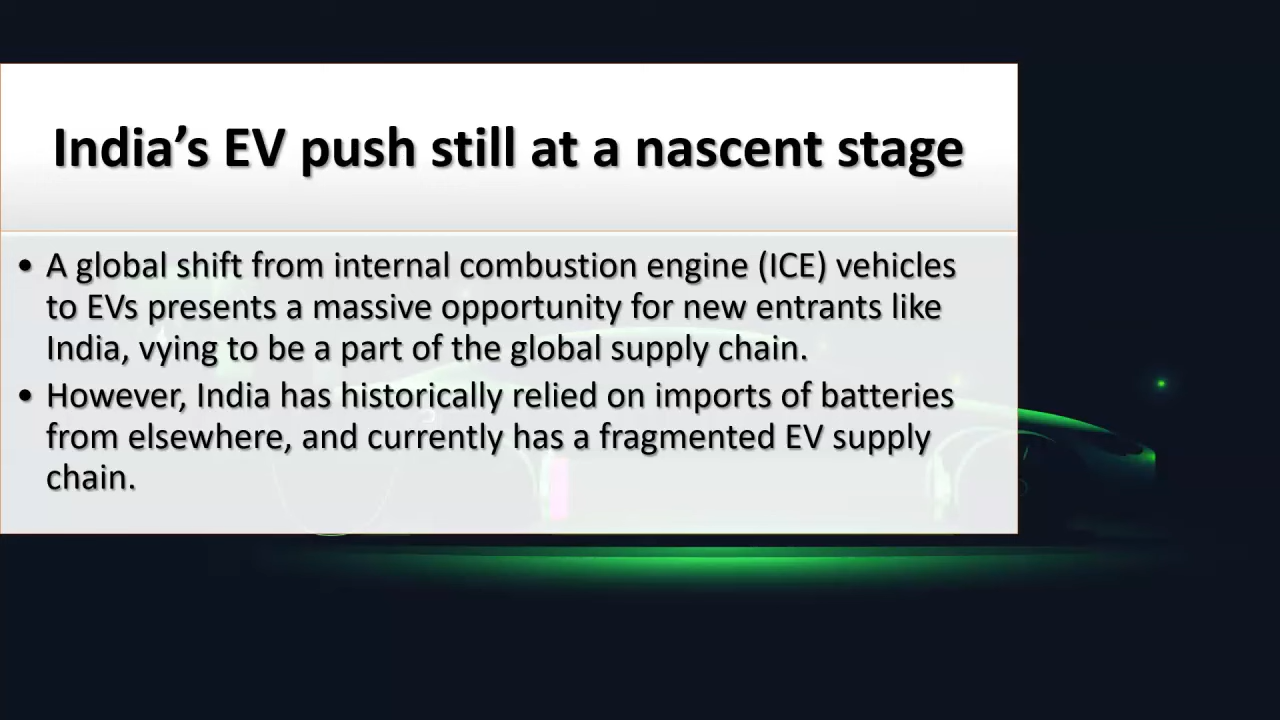 India’s EV push still at a nascent stage
• A global shift from internal combustion engine (ICE) vehicles
to EVs presents a massive opportunity for new entrants like
India, vying to be a part of the global supply chain.
• However, India has historically relied on imports of batteries
from elsewhere, and currently has a fragmented EV supply
chain.